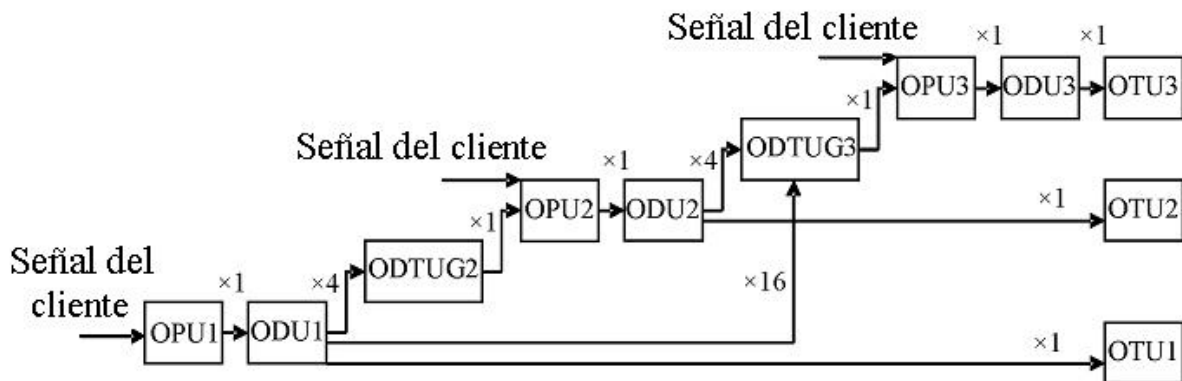 Señal del cliente
×1
×1
OPU3
ODU3
OTU3
×1
Señal del cliente
×1
×4
ODTUG3
OPU2
ODU2
×1
OTU2
×1
Señal del
cliente
×1
×4
ODTUG2
×16
OPU1
ODU1
×1
OTU1